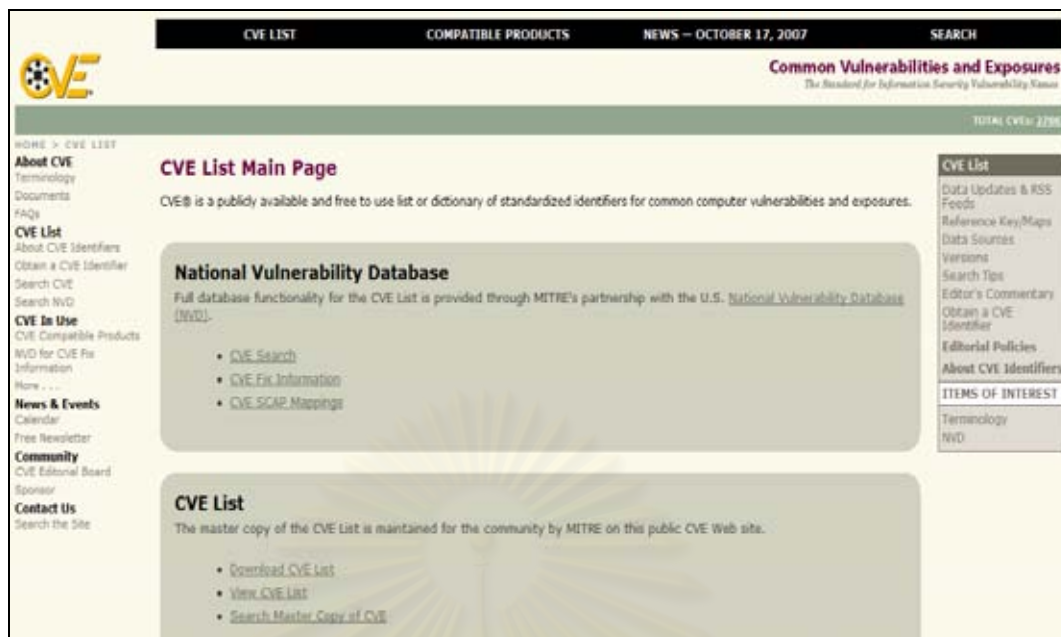 CVE LIST COMPATIBLE PRODUCTS NEWS — OCTOBER 17, 2007 SEARCH
CVE
Common Vulnerabilities and Exposures
The Standard for Information Security Vulnerability Names
TOTAL CVEs:
HOME > CVE LIST
About CVE
Terminology
Documents
FAQs
CVE List
About CVE Identifiers
Obtain a CVE Identifier
Search CVE
Search NVD
CVE In Use
CVE Compatible Products
NVD for CVE Fix
Information
More . . .
News & Events
Calendar
Free Newsletter
Community
CVE Editorial Board
Sponsor
Contact Us
Search the Site
CVE List Main Page
CVE® is a publicly available and free to use list or dictionary of standardized identifiers for common computer vulnerabilities and exposures.
National Vulnerability Database
Full database functionality for the CVE List is provided through MITRE's partnership with the U.S. National Vulnerability Database
(NVD).
• CVE Search
• CVE Fix Information
• CVE SCAP Mappings
CVE List
The master copy of the CVE List is maintained for the community by MITRE on this public CVE Web site.
• Download CVE List
• View CVE List
• Search Master Copy of CVE
CVE List
Data Updates & RSS
Feeds
Reference Key/Maps
Data Sources
Versions
Search Tips
Editor's Commentary
Obtain a CVE
Identifier
Editorial Policies
About CVE Identifiers
ITEMS OF INTEREST
Terminology
NVD